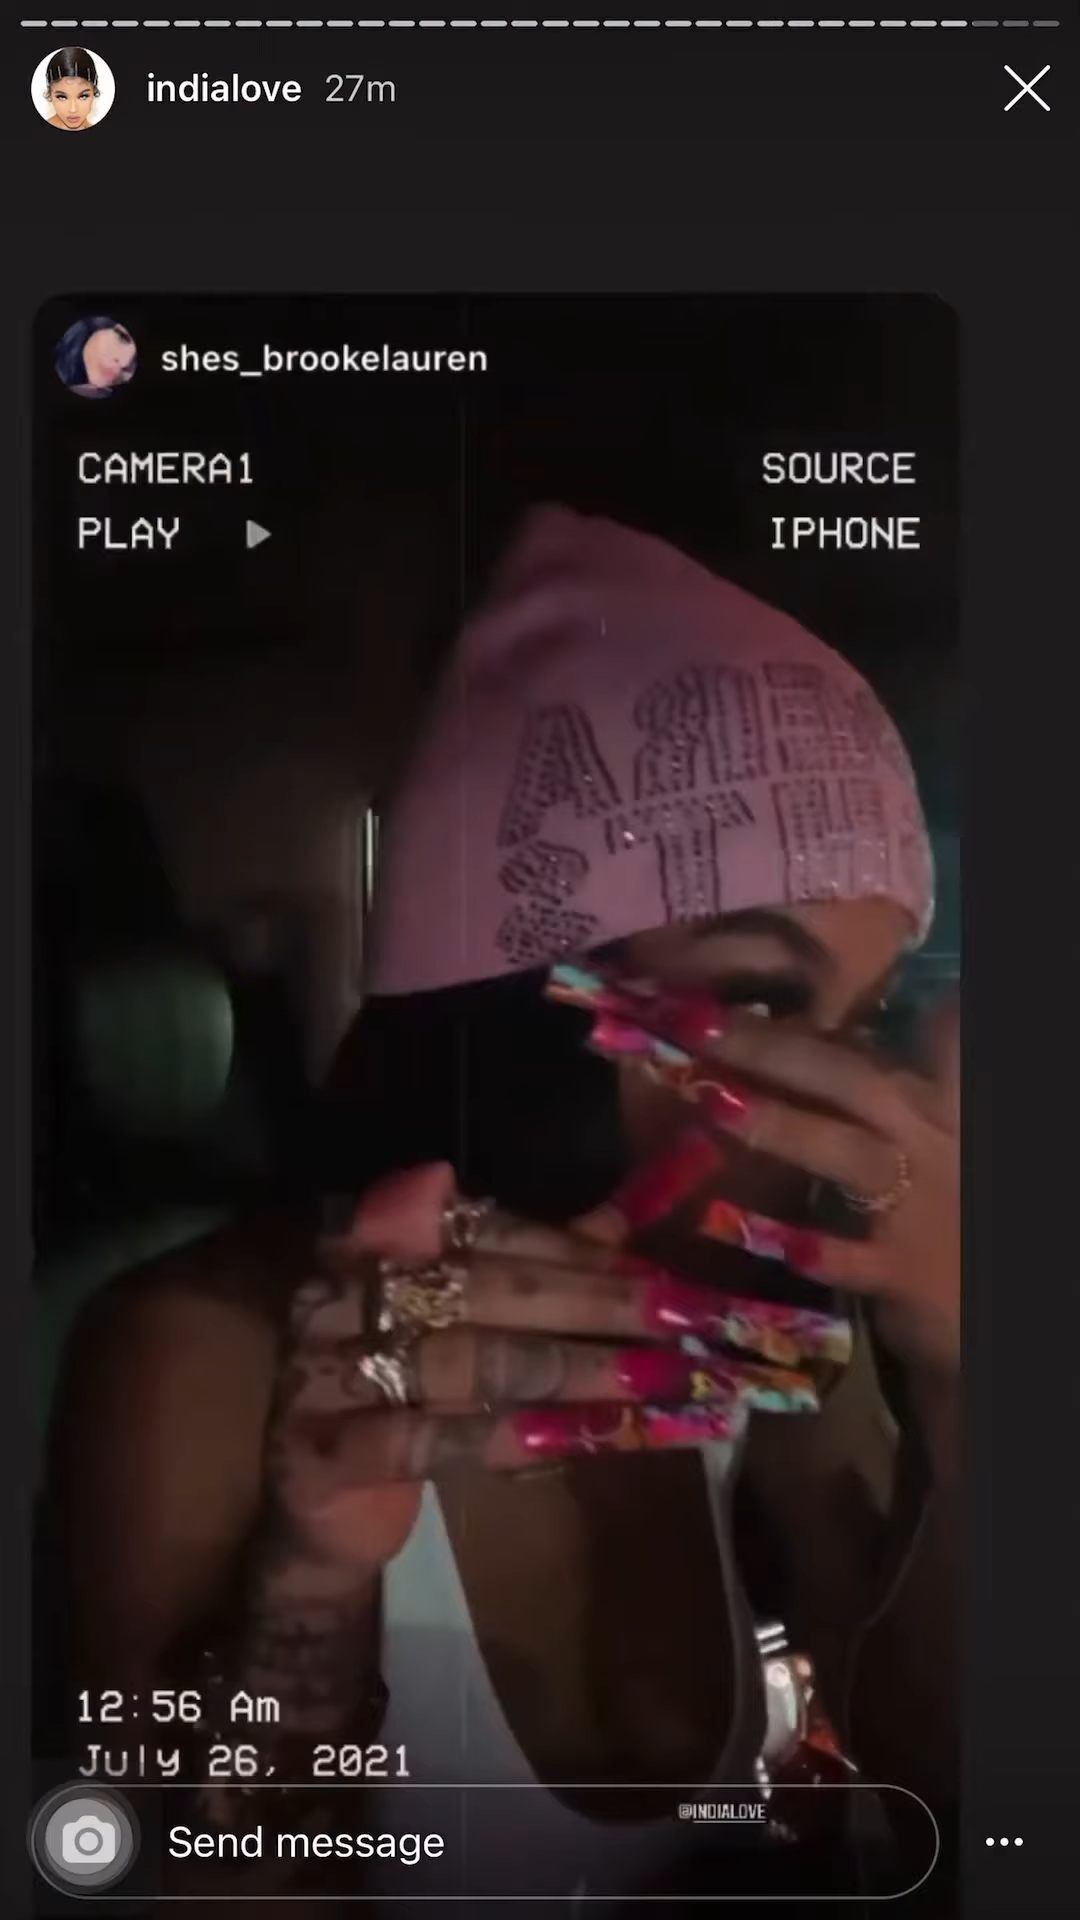 indialove 27m
shes_brookelauren
CAMERA1
SOURCE
PLAY
IPHONE
12:56 Am
July 26, 2021
@INDIALOVE
Send message